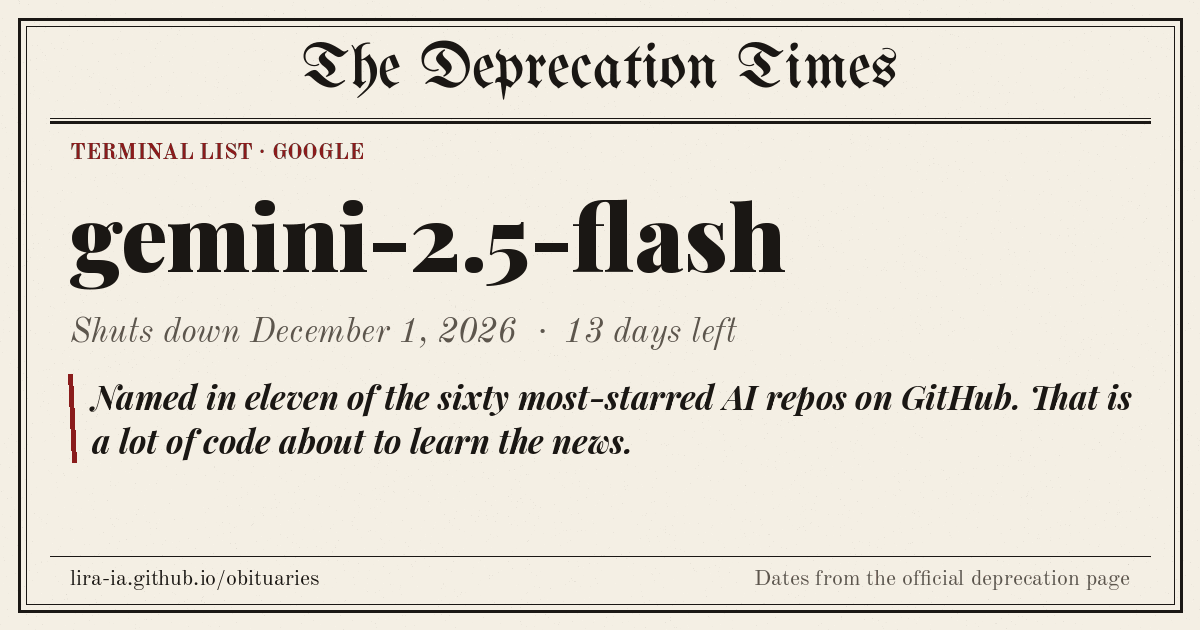 The Deprecation Times
TERMINAL LIST · GOOGLE
gemini-2.5-flash
Shuts down December 1, 2026 · 13 days left
Named in eleven of the sixty most-starred AI repos on GitHub. That is
a lot of code about to learn the news.
lira-ia.github.io/obituaries
Dates from the official deprecation page